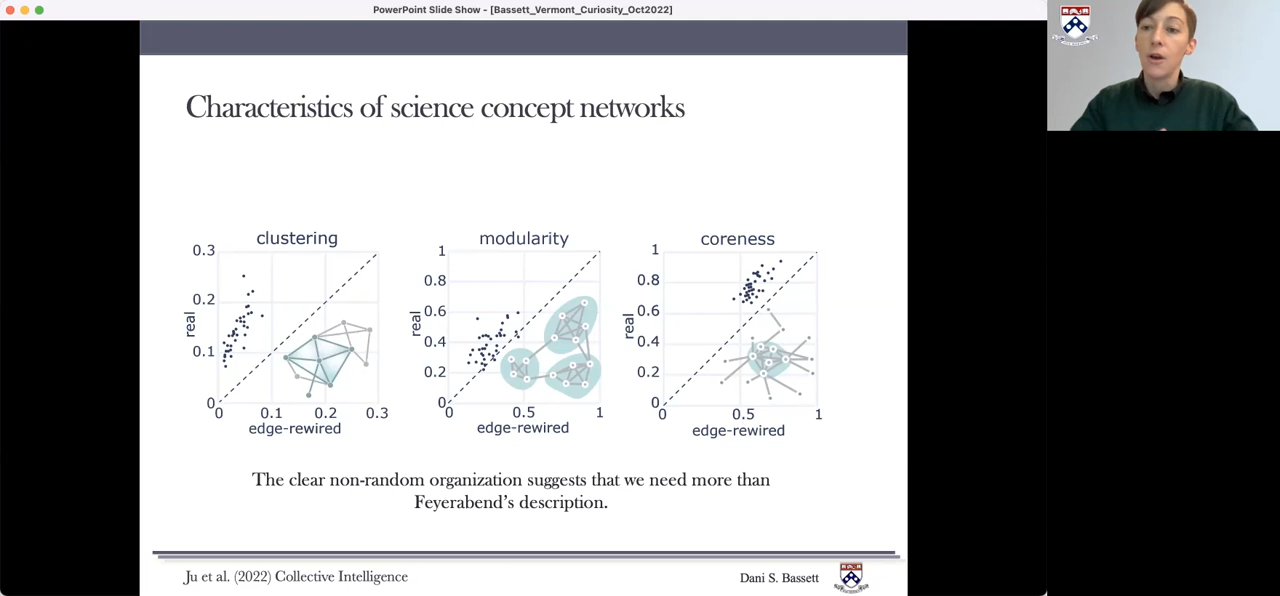 PowerPoint Slide Show - [Bassett_Vermont_Curiosity_Oct2022]
Characteristics of science concept networks
clustering
0.3
0.2
0.1
0
real
0 0.1 0.2 0.3
edge-rewired
modularity
1
0.8
0.6
0.4
0.2
0
real
0 0.5 1
edge-rewired
coreness
1
0.8
0.6
0.4
0.2
0
real
0 0.5 1
edge-rewired
The clear non-random organization suggests that we need more than
Feyerabend's description.
Ju et al. (2022) Collective Intelligence
Dani S. Bassett